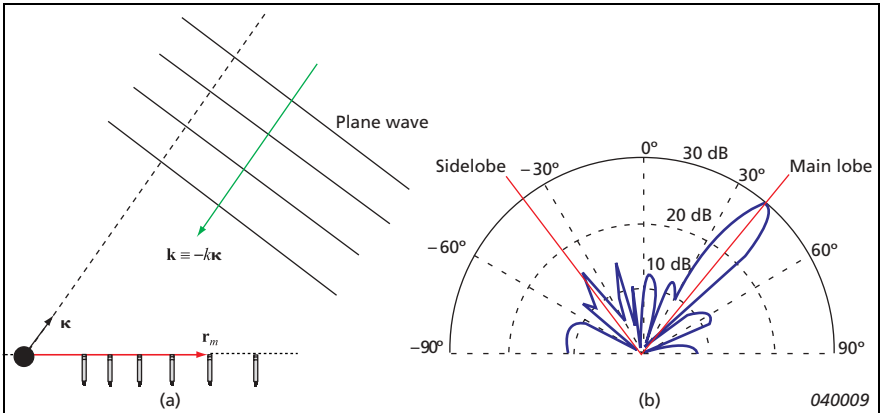 Plane wave
k ≡ −kκ
κ
r_m
(a)
Sidelobe
−30°
0°
30 dB
30°
Main lobe
20 dB
−60°
10 dB
60°
−90°
90°
(b)
040009